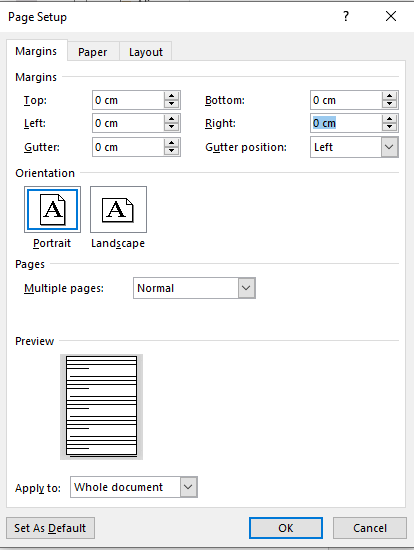 Page Setup ? ×
Margins Paper Layout
Margins
Top: 0 cm Bottom: 0 cm
Left: 0 cm Right: 0 cm
Gutter: 0 cm Gutter position: Left
Orientation
A A
Portrait Landscape
Pages
Multiple pages: Normal
Preview
Apply to: Whole document
Set As Default OK Cancel